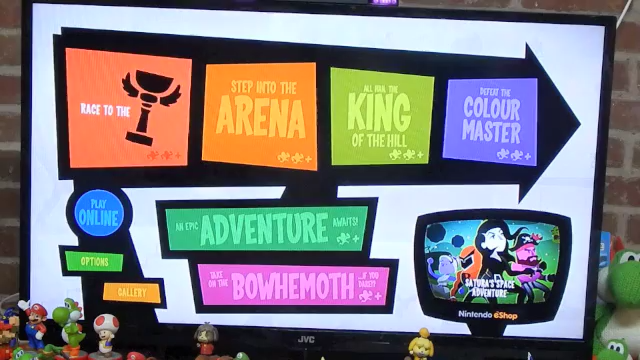 RACE TO THE
STEP INTO THE
ARENA
ALL HAIL THE
KING
OF THE HILL
DEFEAT THE
COLOUR
MASTER
PLAY
ONLINE
AN EPIC ADVENTURE AWAITS!
OPTIONS
TAKE
ON THE BOWHEMOTH ...IF YOU
DARE!?
GALLERY
SATURA'S SPACE
ADVENTURE
Nintendo eShop
JVC